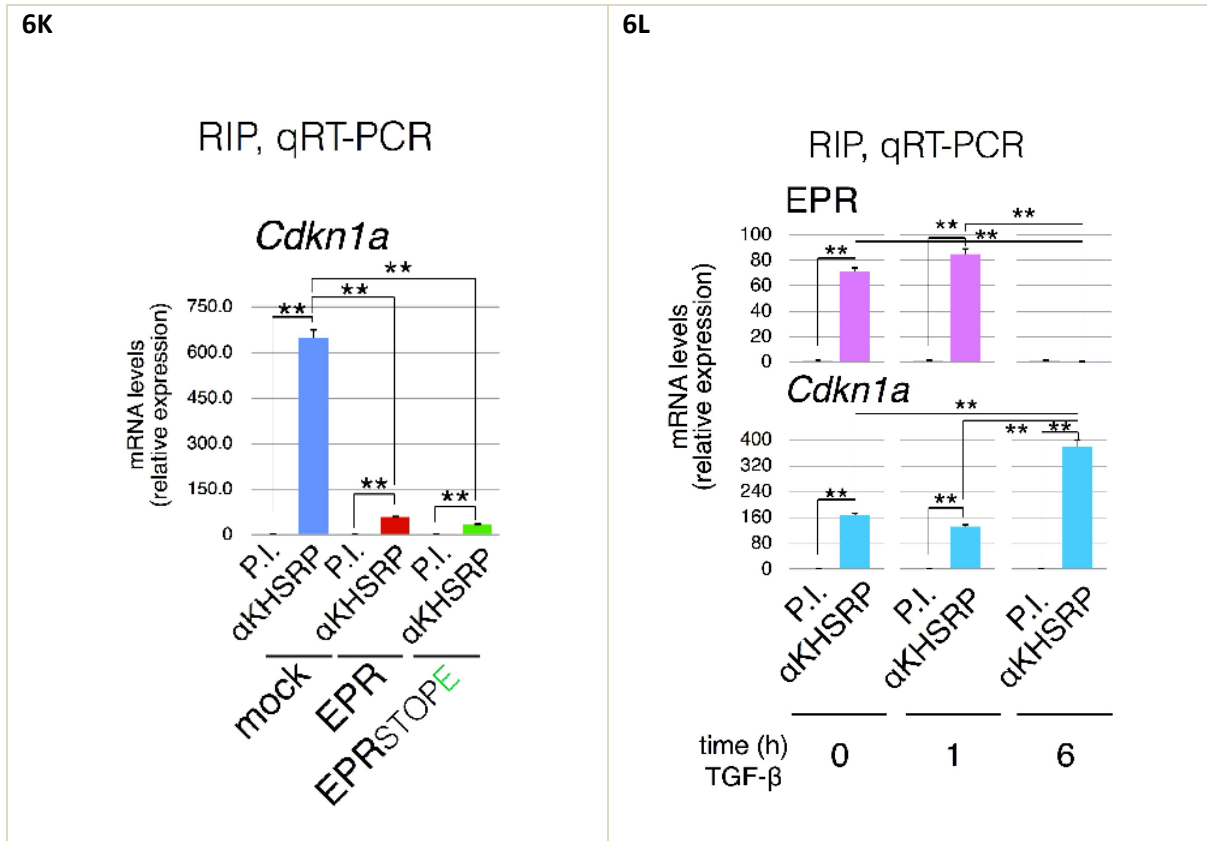 6K
RIP, qRT-PCR
Cdkn1a
mRNA levels
(relative expression)
750.0
600.0
450.0
300.0
150.0
0
**
**
**
**
**
P.I.
αKHSRP
P.I.
αKHSRP
P.I.
αKHSRP
mock
EPR
EPRSTOPE
6L
RIP, qRT-PCR
EPR
mRNA levels
(relative expression)
100
80
60
40
20
0
**
**
**
**
Cdkn1a
400
320
240
160
80
0
**
**
**
**
**
P.I.
αKHSRP
P.I.
αKHSRP
P.I.
αKHSRP
time (h)
TGF-β
0
1
6